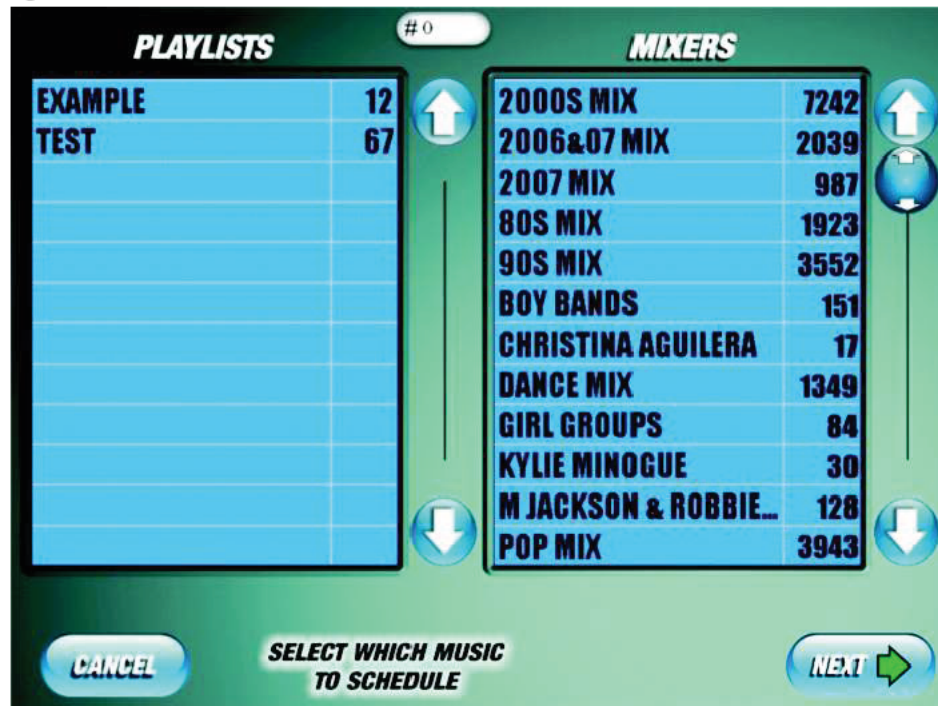 # 0
PLAYLISTS
EXAMPLE 12
TEST 67
MIXERS
2000S MIX 7242
2006&07 MIX 2039
2007 MIX 987
80S MIX 1923
90S MIX 3552
BOY BANDS 151
CHRISTINA AGUILERA 17
DANCE MIX 1349
GIRL GROUPS 84
KYLIE MINOGUE 30
M JACKSON & ROBBIE... 128
POP MIX 3943
CANCEL
SELECT WHICH MUSIC
TO SCHEDULE
NEXT